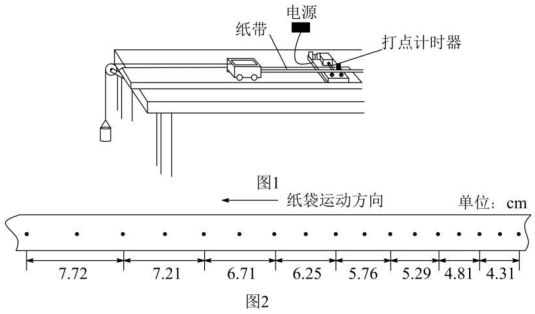 电源
纸带
打点计时器
图1
纸袋运动方向
单位：cm
7.72 7.21 6.71 6.25 5.76 5.29 4.81 4.31
图2